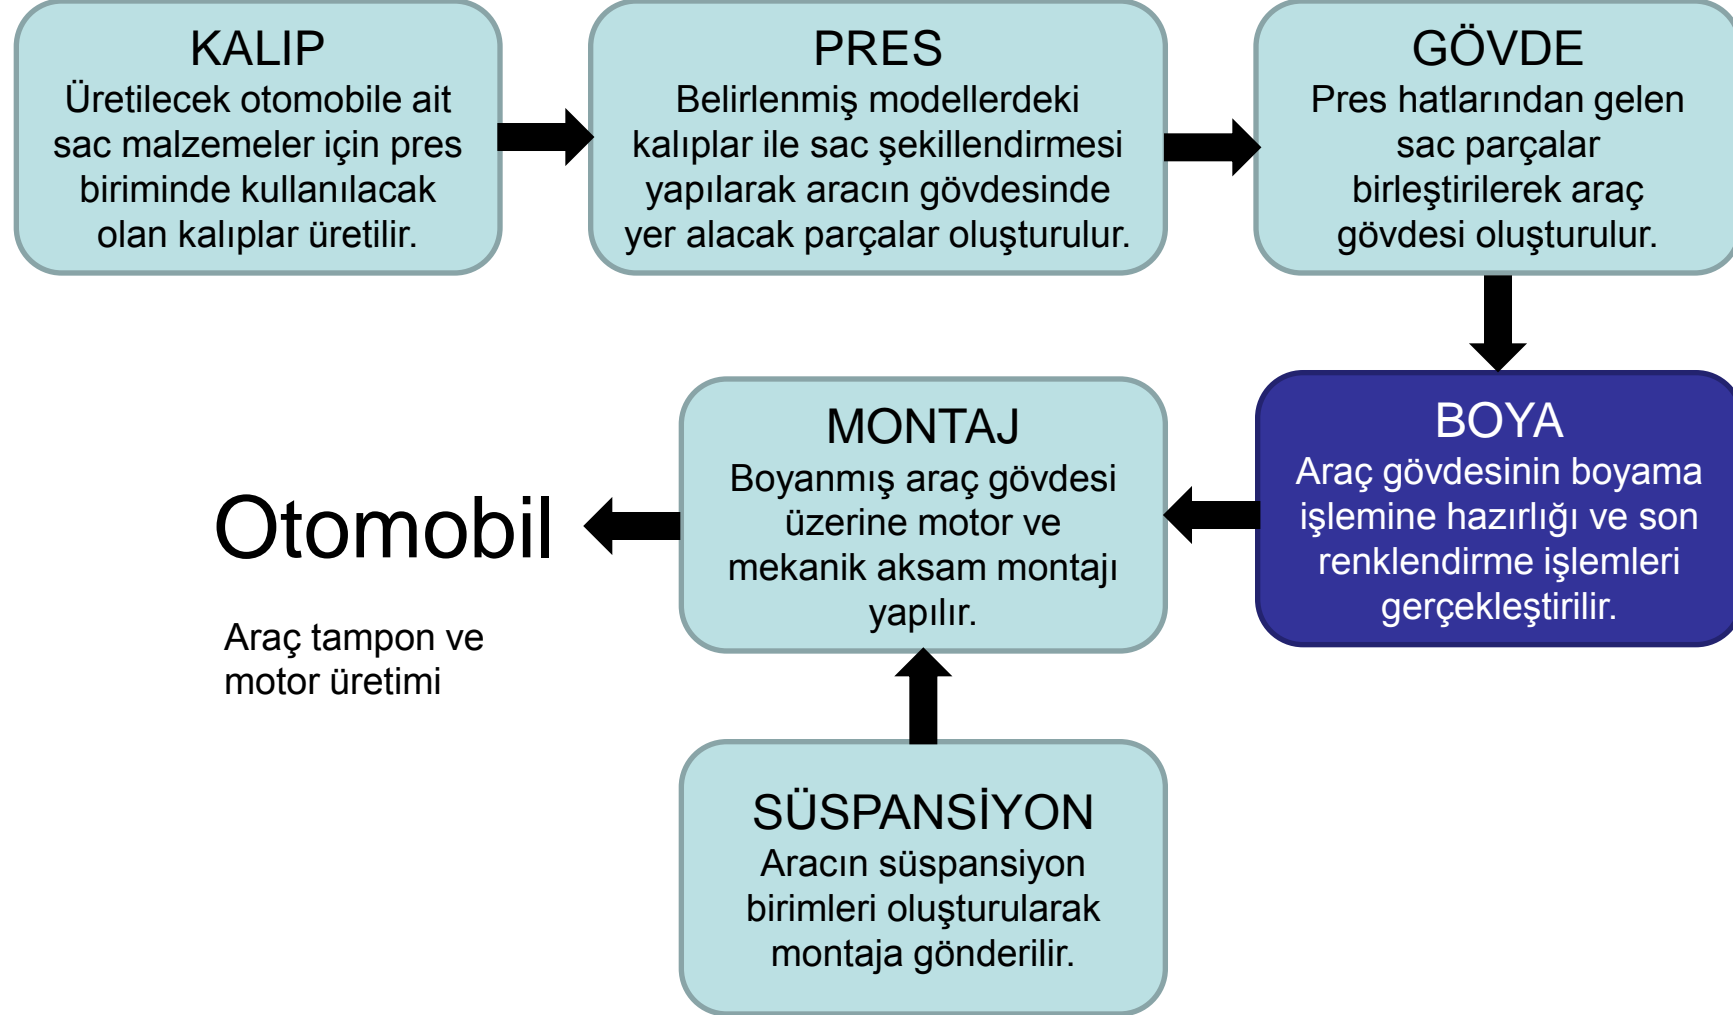 KALIP
Üretilecek otomobile ait
sac malzemeler için pres
biriminde kullanılacak
olan kalıplar üretilir.
PRES
Belirlenmiş modellerdeki
kalıplar ile sac şekillendirmesi
yapılarak aracın gövdesinde
yer alacak parçalar oluşturulur.
GÖVDE
Pres hatlarından gelen
sac parçalar
birleştirilerek araç
gövdesi oluşturulur.
BOYA
Araç gövdesinin boyama
işlemine hazırlığı ve son
renklendirme işlemleri
gerçekleştirilir.
MONTAJ
Boyanmış araç gövdesi
üzerine motor ve
mekanik aksam montajı
yapılır.
Otomobil
Araç tampon ve
motor üretimi
SÜSPANSİYON
Aracın süspansiyon
birimleri oluşturularak
montaja gönderilir.